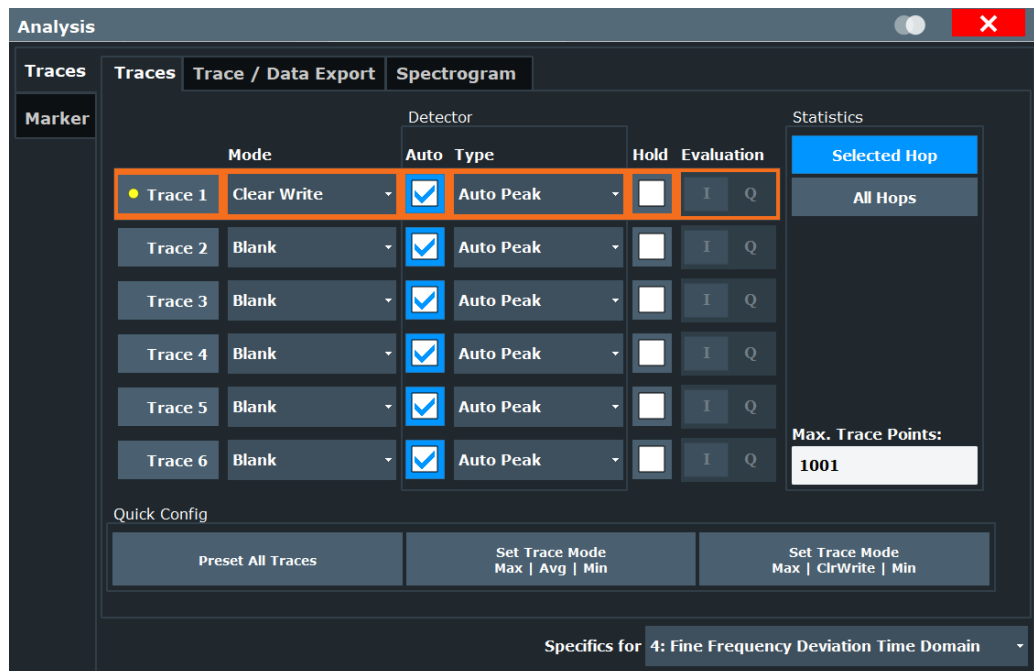 Analysis
Traces
Marker
Traces Trace / Data Export Spectrogram
Detector Statistics
Mode Auto Type Hold Evaluation Selected Hop
Trace 1 Clear Write Auto Peak I Q All Hops
Trace 2 Blank Auto Peak I Q
Trace 3 Blank Auto Peak I Q
Trace 4 Blank Auto Peak I Q
Trace 5 Blank Auto Peak I Q
Max. Trace Points:
Trace 6 Blank Auto Peak I Q 1001
Quick Config
Preset All Traces
Set Trace Mode
Max | Avg | Min
Set Trace Mode
Max | ClrWrite | Min
Specifics for 4: Fine Frequency Deviation Time Domain